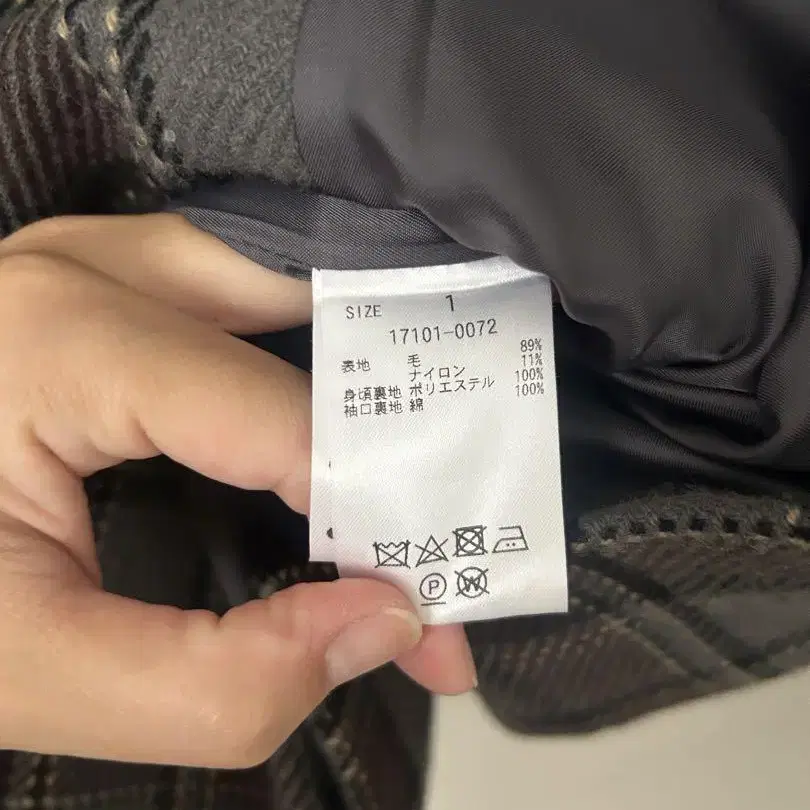 SIZE 1
17101-0072
表地 毛 89%
ナイロン 11%
身頃裏地 ポリエステル 100%
袖口裏地 綿 100%
P W